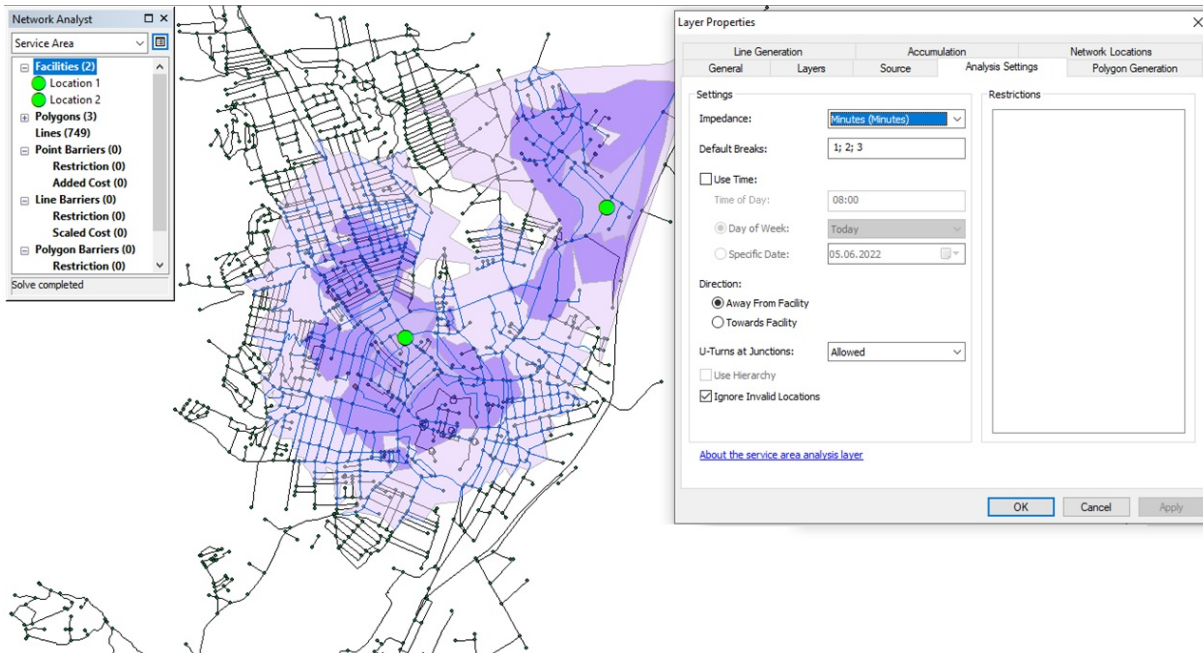 Network Analyst
Service Area
Facilities (2)
Location 1
Location 2
Polygons (3)
Lines (749)
Point Barriers (0)
Restriction (0)
Added Cost (0)
Line Barriers (0)
Restriction (0)
Scaled Cost (0)
Polygon Barriers (0)
Restriction (0)
Solve completed
Layer Properties
Line Generation Accumulation Network Locations
General Layers Source Analysis Settings Polygon Generation
Settings
Impedance: Minutes (Minutes)
Default Breaks: 1; 2; 3
Use Time:
Time of Day: 08:00
Day of Week: Today
Specific Date: 05.06.2022
Direction:
Away From Facility
Towards Facility
U-Turns at Junctions: Allowed
Use Hierarchy
Ignore Invalid Locations
About the service area analysis layer
Restrictions
OK Cancel Apply